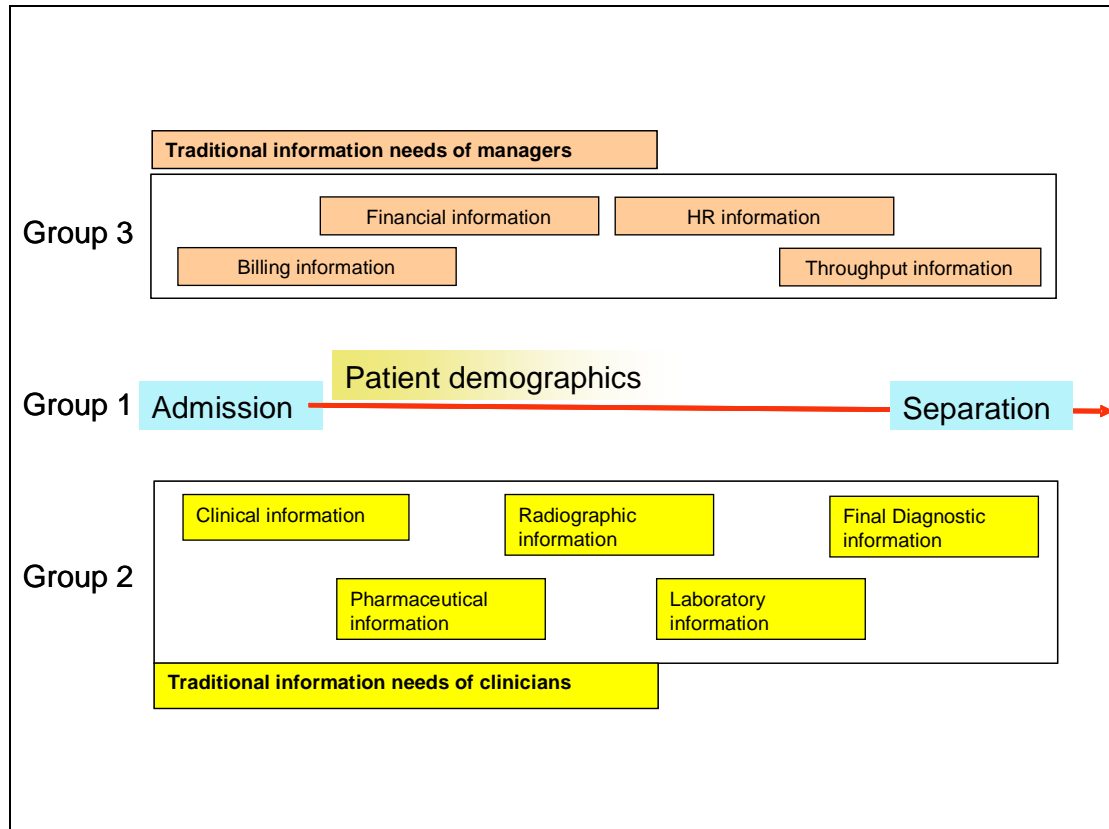 Traditional information needs of managers
Group 3
Financial information
HR information
Billing information
Throughput information
Patient demographics
Group 1
Admission
Separation
Group 2
Clinical information
Radiographic
information
Final Diagnostic
information
Pharmaceutical
information
Laboratory
information
Traditional information needs of clinicians